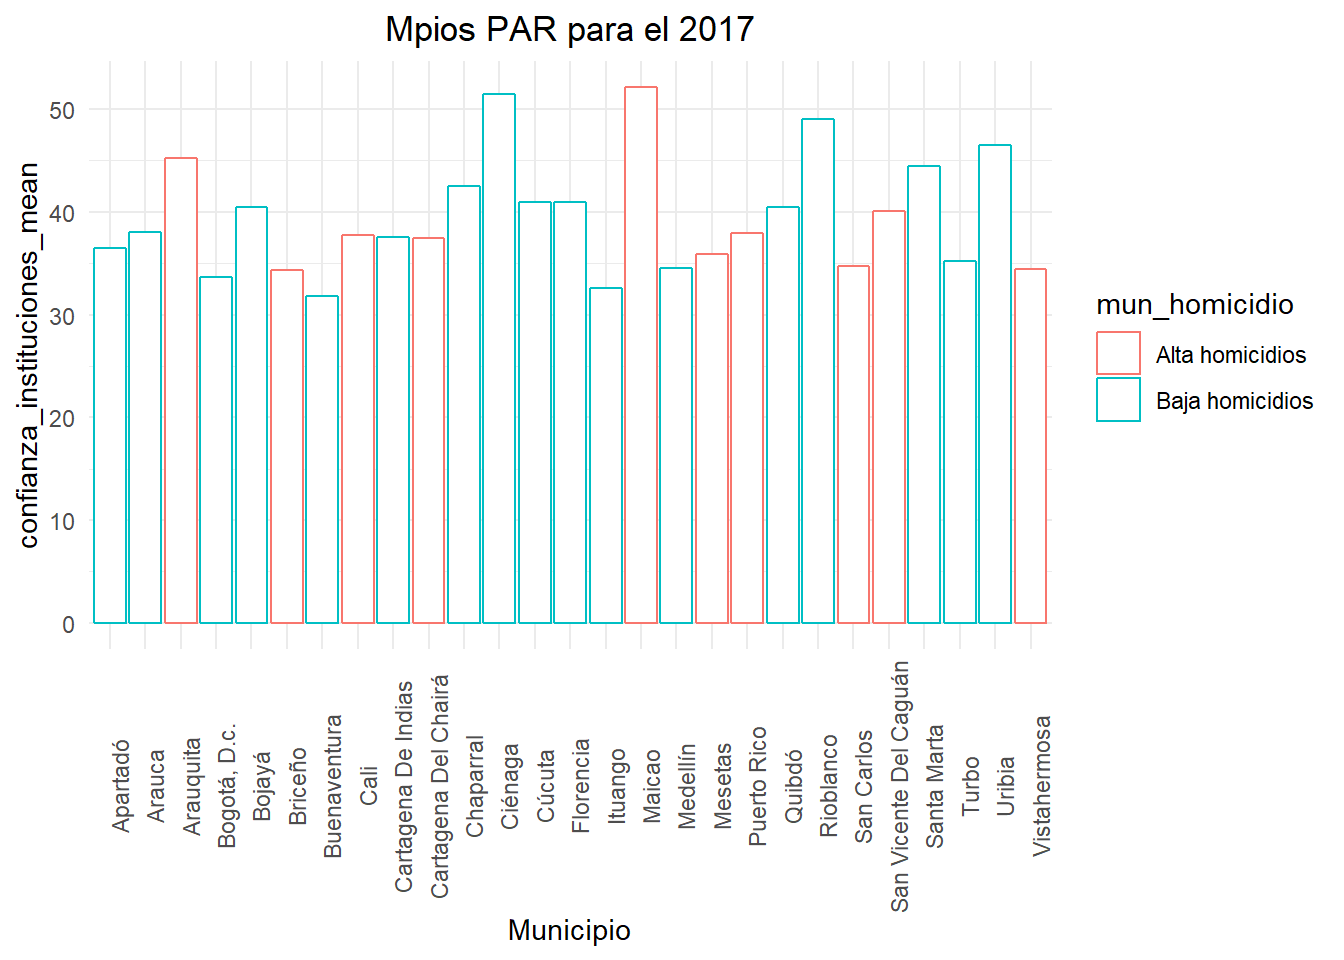 Mpios PAR para el 2017
confianza_instituciones_mean
50
40
30
20
10
0
Apartadó
Arauca
Arauquita
Bogotá, D.c.
Bojayá
Briceño
Buenaventura
Cali
Cartagena De Indias
Cartagena Del Chairá
Chaparral
Ciénaga
Cúcuta
Florencia
Ituango
Maicao
Medellín
Mesetas
Puerto Rico
Quibdó
Rioblanco
San Carlos
San Vicente Del Caguán
Santa Marta
Turbo
Uribia
Vistahermosa
Municipio
mun_homicidio
Alta homicidios
Baja homicidios